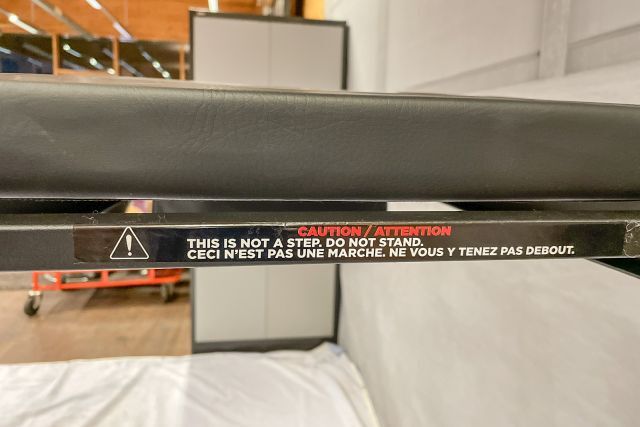 CAUTION / ATTENTION
THIS IS NOT A STEP. DO NOT STAND.
CECI N'EST PAS UNE MARCHE. NE VOUS Y TENEZ PAS DEBOUT.